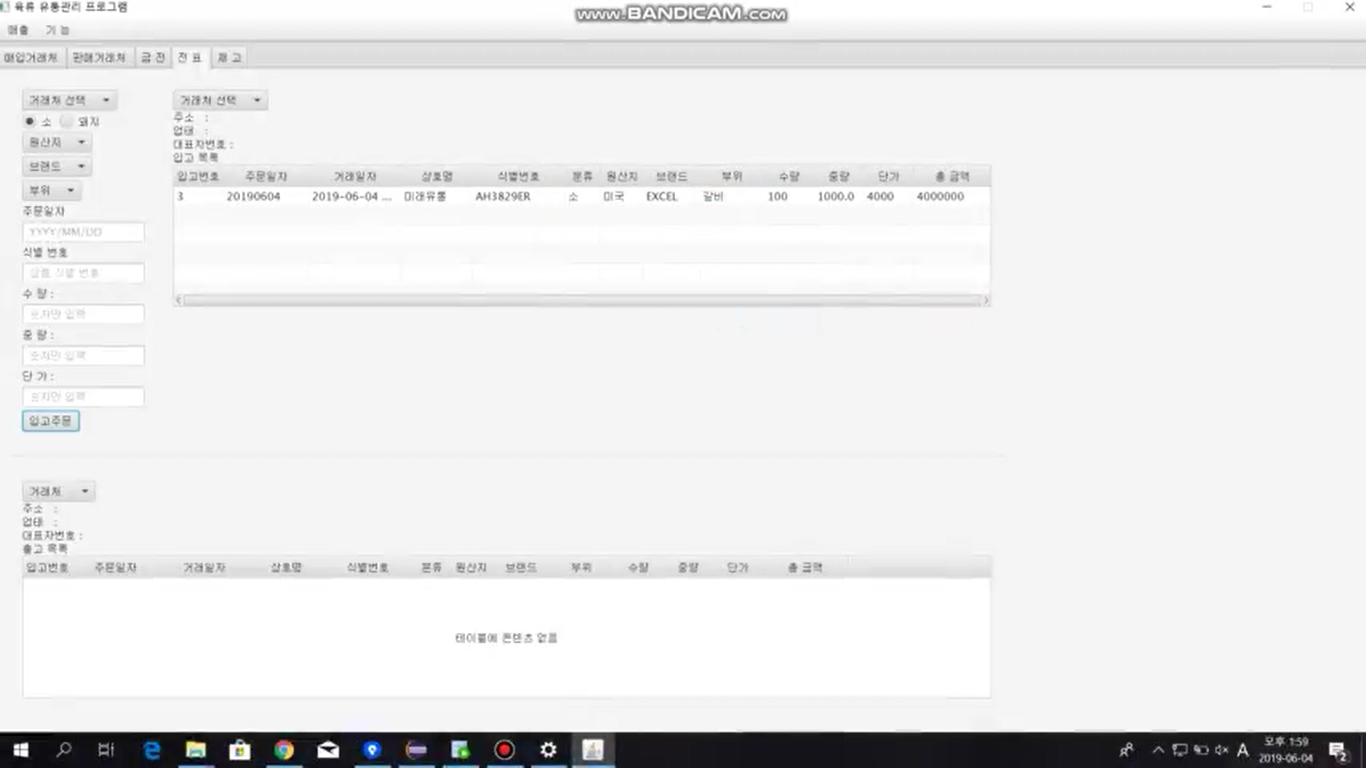 육류 유통관리 프로그램
www.BANDICAM.com
매출 기능
매입거래처 판매거래처 금 전 전 표 재 고
거래처 선택
소 돼지
원산지
브랜드
부위
주문일자
YYYY/MM/DD
식별 번호
상품 식별 번호
수 량 :
숫자만 입력
중 량 :
숫자만 입력
단 가 :
숫자만 입력
입고주문
거래처 선택
주소 :
업태 :
대표자번호 :
입고 목록
입고번호 주문일자 거래일자 상호명 식별번호 분류 원산지 브랜드 부위 수량 중량 단가 총 금액
3 20190604 2019-06-04 ... 미래유통 AH3829ER 소 미국 EXCEL 갈비 100 1000.0 4000 4000000
거래처
주소 :
업태 :
대표자번호 :
출고 목록
입고번호 주문일자 거래일자 상호명 식별번호 분류 원산지 브랜드 부위 수량 중량 단가 총 금액
테이블에 콘텐츠 없음
A
오후 1:59
2019-06-04
2